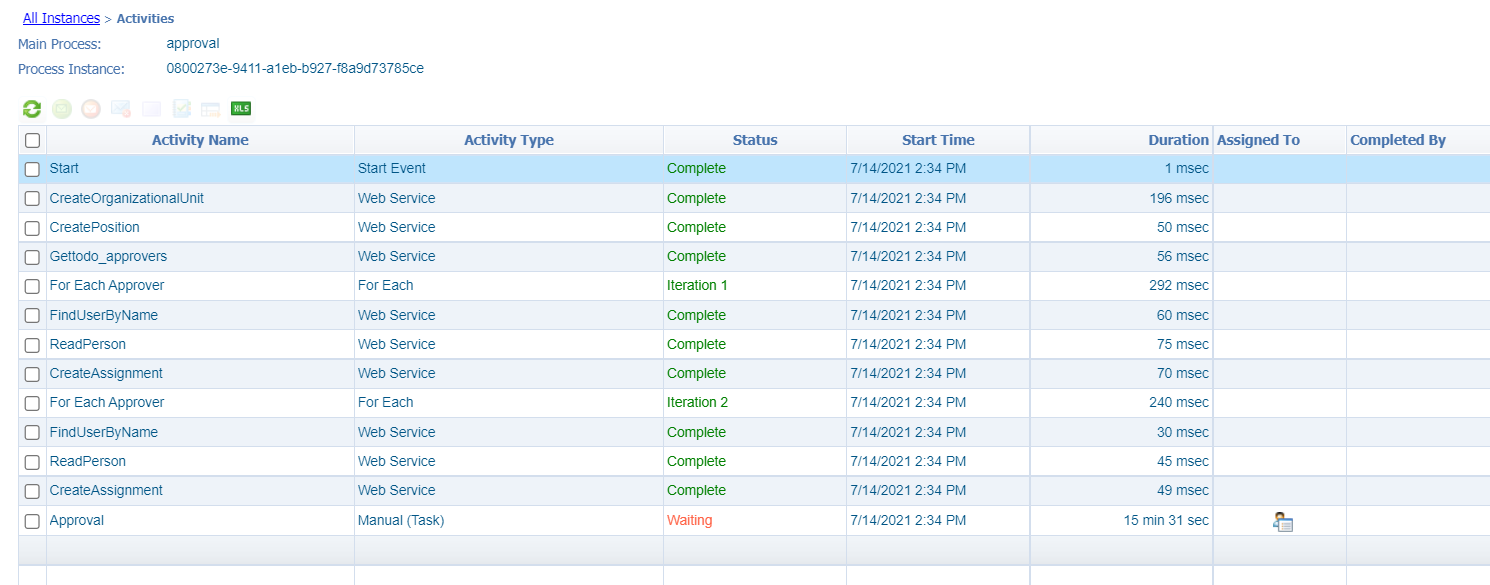 All Instances > Activities
Main Process: approval
Process Instance: 0800273e-9411-a1eb-b927-f8a9d73785ce
XLS
Activity Name Activity Type Status Start Time Duration Assigned To Completed By
Start Start Event Complete 7/14/2021 2:34 PM 1 msec
CreateOrganizationalUnit Web Service Complete 7/14/2021 2:34 PM 196 msec
CreatePosition Web Service Complete 7/14/2021 2:34 PM 50 msec
Gettodo_approvers Web Service Complete 7/14/2021 2:34 PM 56 msec
For Each Approver For Each Iteration 1 7/14/2021 2:34 PM 292 msec
FindUserByName Web Service Complete 7/14/2021 2:34 PM 60 msec
ReadPerson Web Service Complete 7/14/2021 2:34 PM 75 msec
CreateAssignment Web Service Complete 7/14/2021 2:34 PM 70 msec
For Each Approver For Each Iteration 2 7/14/2021 2:34 PM 240 msec
FindUserByName Web Service Complete 7/14/2021 2:34 PM 30 msec
ReadPerson Web Service Complete 7/14/2021 2:34 PM 45 msec
CreateAssignment Web Service Complete 7/14/2021 2:34 PM 49 msec
Approval Manual (Task) Waiting 7/14/2021 2:34 PM 15 min 31 sec